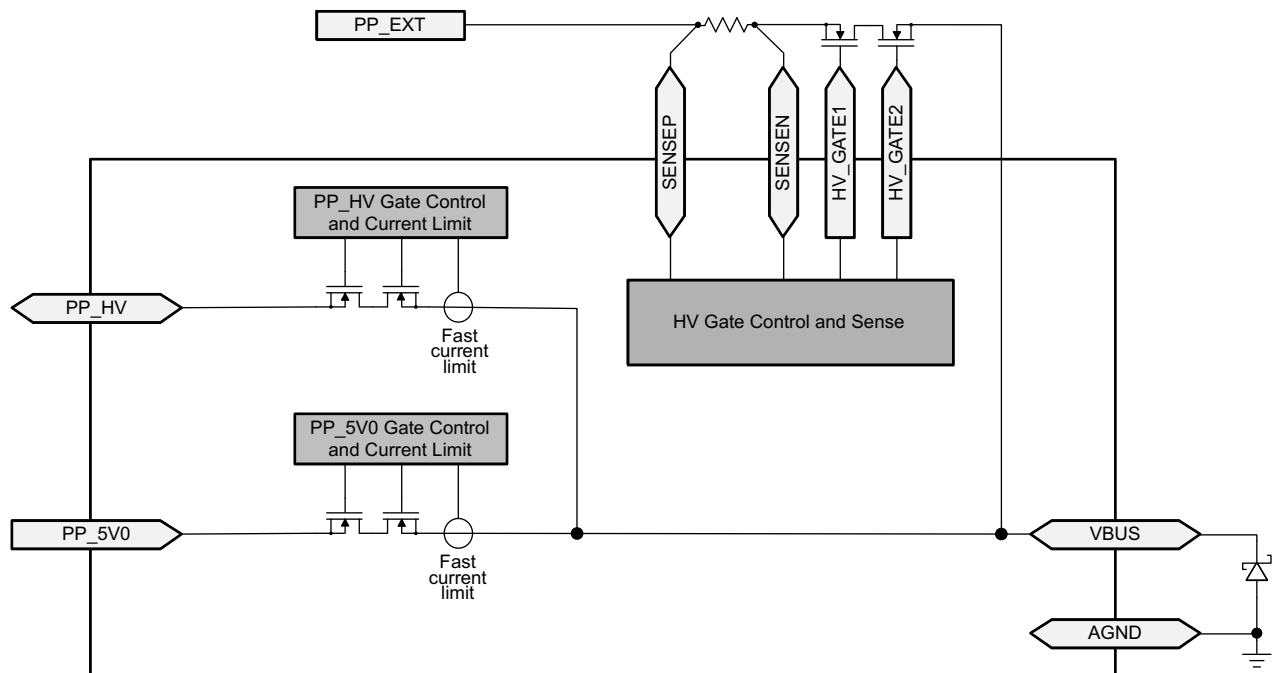 PP_EXT
SENSEP
SENSEN
HV_GATE1
HV_GATE2
PP_HV Gate Control
and Current Limit
PP_HV
Fast
current
limit
HV Gate Control and Sense
PP_5V0 Gate Control
and Current Limit
PP_5V0
Fast
current
limit
VBUS
AGND